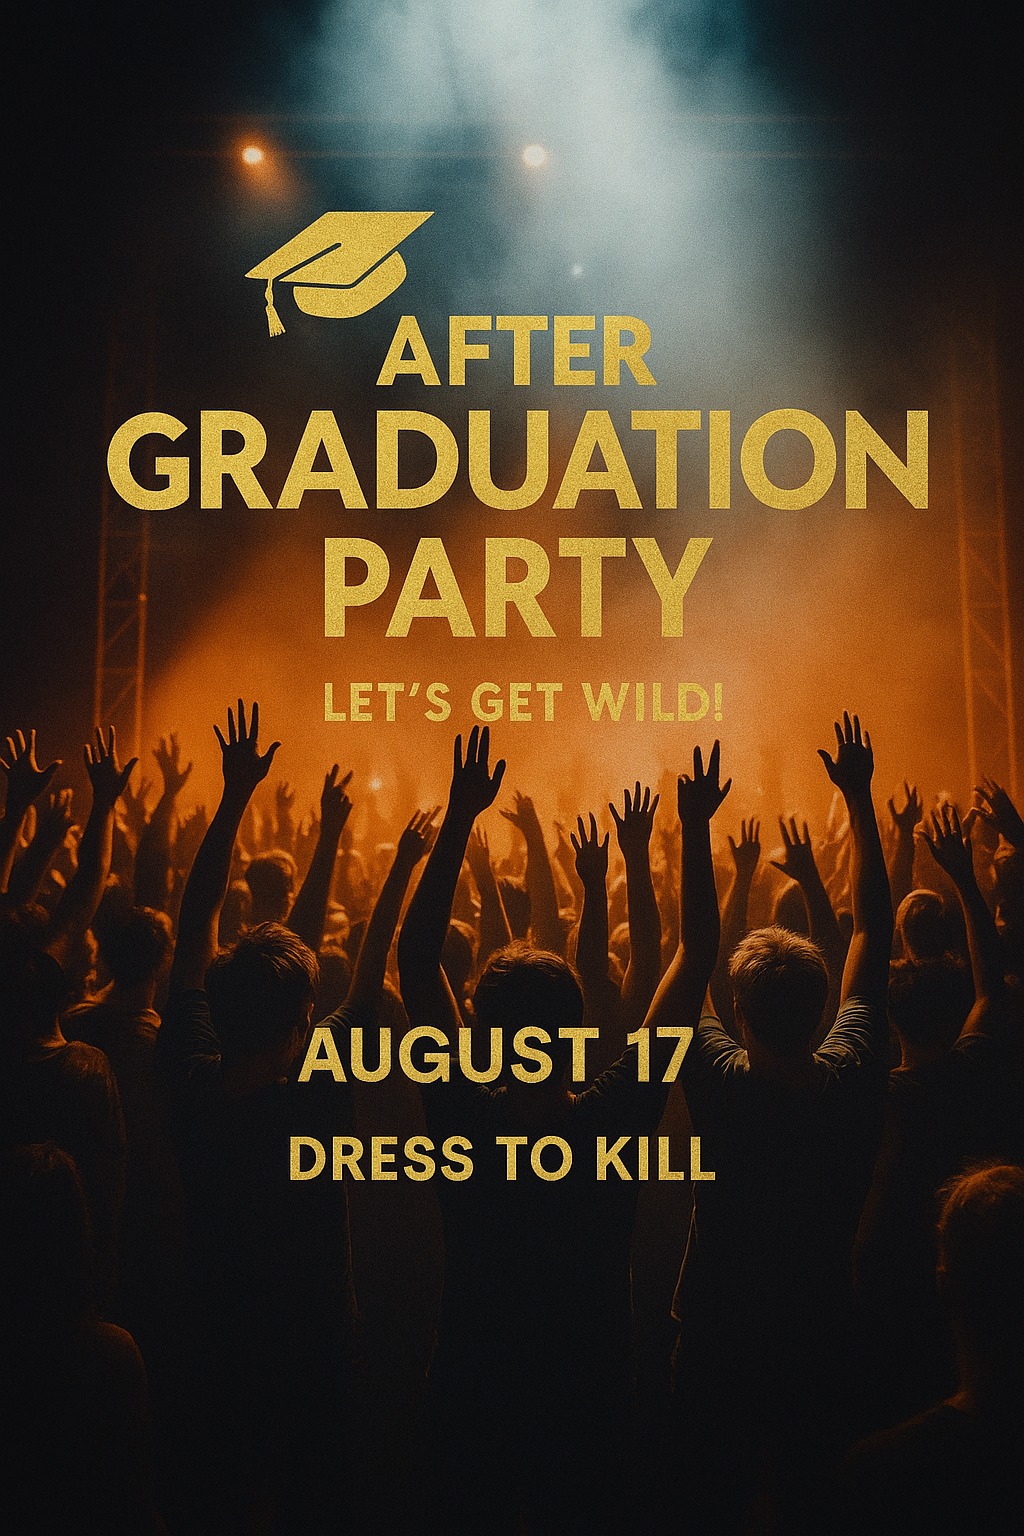 AFTER
GRADUATION
PARTY
LET'S GET WILD!
AUGUST 17
DRESS TO KILL